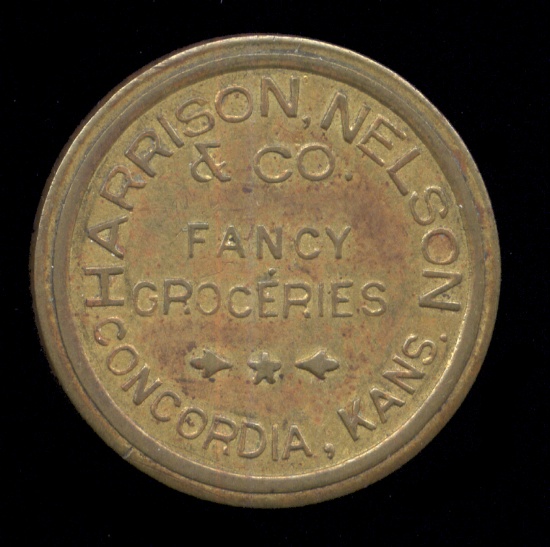 HARRISON, NELSON
& CO.
FANCY
GROCERIES
CONCORDIA, KANS.